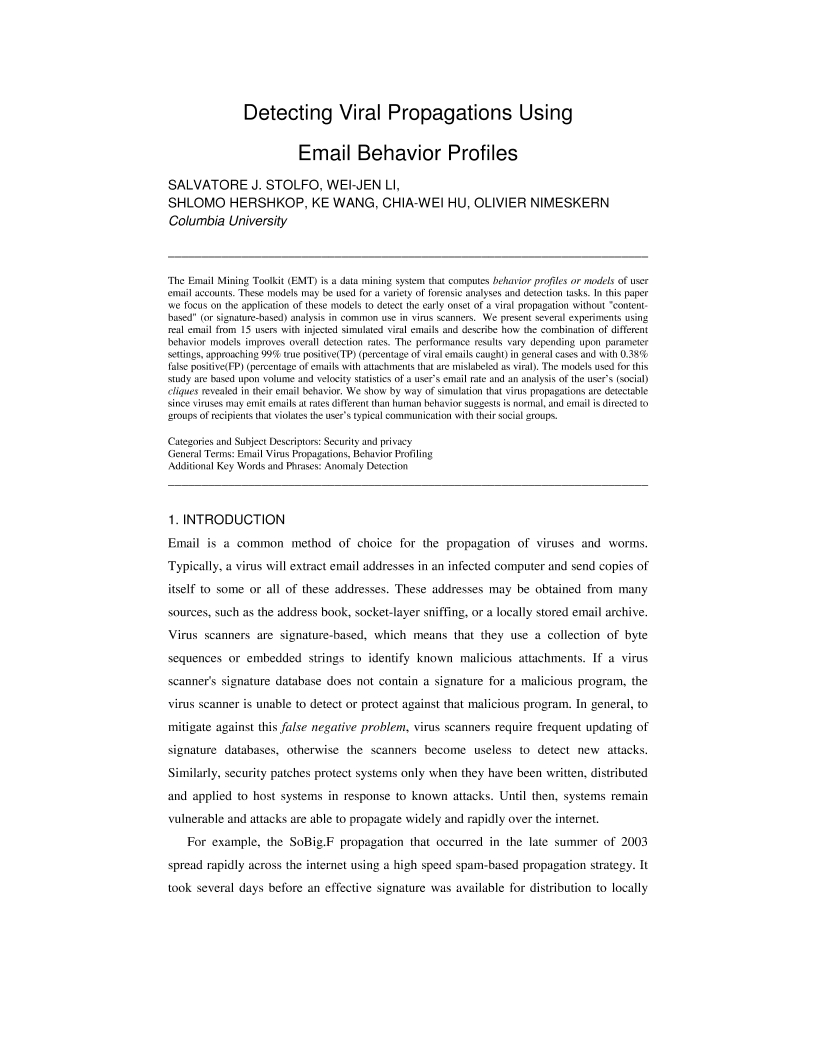 Detecting Viral Propagations Using
Email Behavior Profiles
SALVATORE J. STOLFO, WEI-JEN LI,
SHLOMO HERSHKOP, KE WANG, CHIA-WEI HU, OLIVIER NIMESKERN
Columbia University
The Email Mining Toolkit (EMT) is a data mining system that computes behavior profiles or models of user
email accounts. These models may be used for a variety of forensic analyses and detection tasks. In this paper
we focus on the application of these models to detect the early onset of a viral propagation without "content-
based" (or signature-based) analysis in common use in virus scanners. We present several experiments using
real email from 15 users with injected simulated viral emails and describe how the combination of different
behavior models improves overall detection rates. The performance results vary depending upon parameter
settings, approaching 99% true positive(TP) (percentage of viral emails caught) in general cases and with 0.38%
false positive(FP) (percentage of emails with attachments that are mislabeled as viral). The models used for this
study are based upon volume and velocity statistics of a user's email rate and an analysis of the user's (social)
cliques revealed in their email behavior. We show by way of simulation that virus propagations are detectable
since viruses may emit emails at rates different than human behavior suggests is normal, and email is directed to
groups of recipients that violates the user's typical communication with their social groups.
Categories and Subject Descriptors: Security and privacy
General Terms: Email Virus Propagations, Behavior Profiling
Additional Key Words and Phrases: Anomaly Detection
1. INTRODUCTION
Email is a common method of choice for the propagation of viruses and worms.
Typically, a virus will extract email addresses in an infected computer and send copies of
itself to some or all of these addresses. These addresses may be obtained from many
sources, such as the address book, socket-layer sniffing, or a locally stored email archive.
Virus scanners are signature-based, which means that they use a collection of byte
sequences or embedded strings to identify known malicious attachments. If a virus
scanner's signature database does not contain a signature for a malicious program, the
virus scanner is unable to detect or protect against that malicious program. In general, to
mitigate against this false negative problem, virus scanners require frequent updating of
signature databases, otherwise the scanners become useless to detect new attacks.
Similarly, security patches protect systems only when they have been written, distributed
and applied to host systems in response to known attacks. Until then, systems remain
vulnerable and attacks are able to propagate widely and rapidly over the internet.
For example, the SoBig.F propagation that occurred in the late summer of 2003
spread rapidly across the internet using a high speed spam-based propagation strategy. It
took several days before an effective signature was available for distribution to locally